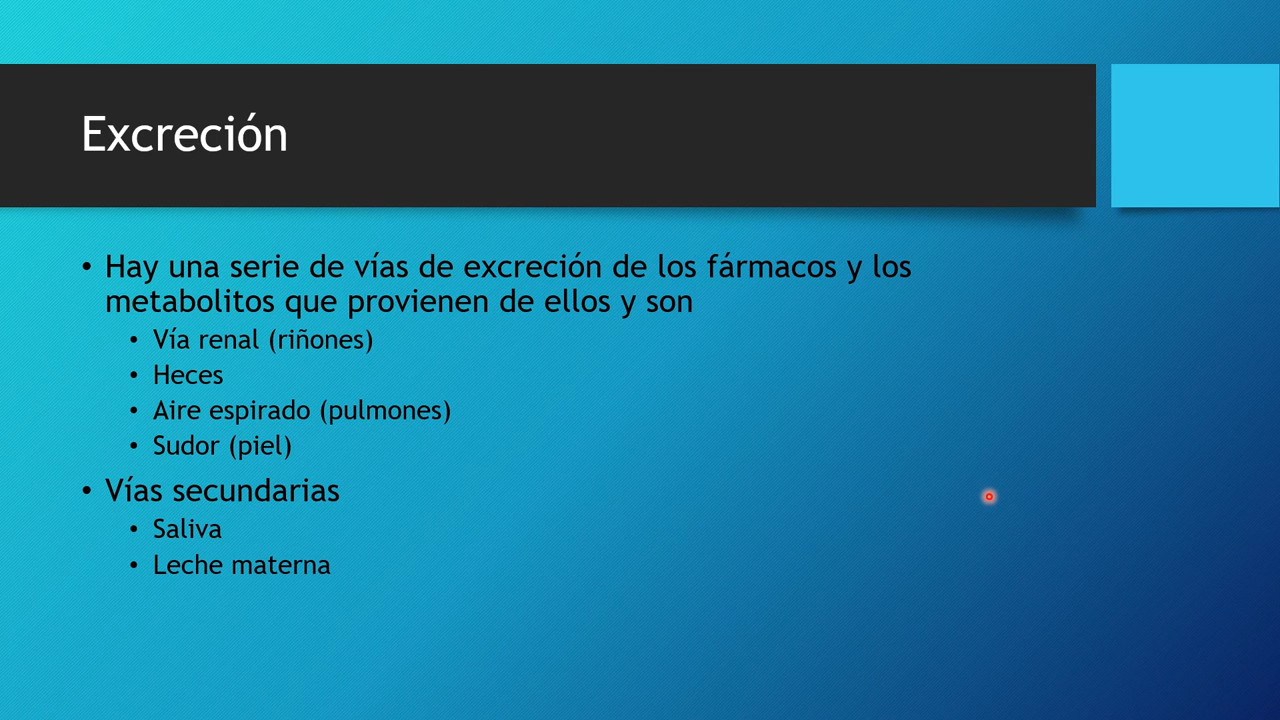 Excreción
• Hay una serie de vías de excreción de los fármacos y los
metabolitos que provienen de ellos y son
• Vía renal (riñones)
• Heces
• Aire espirado (pulmones)
• Sudor (piel)
• Vías secundarias
• Saliva
• Leche materna